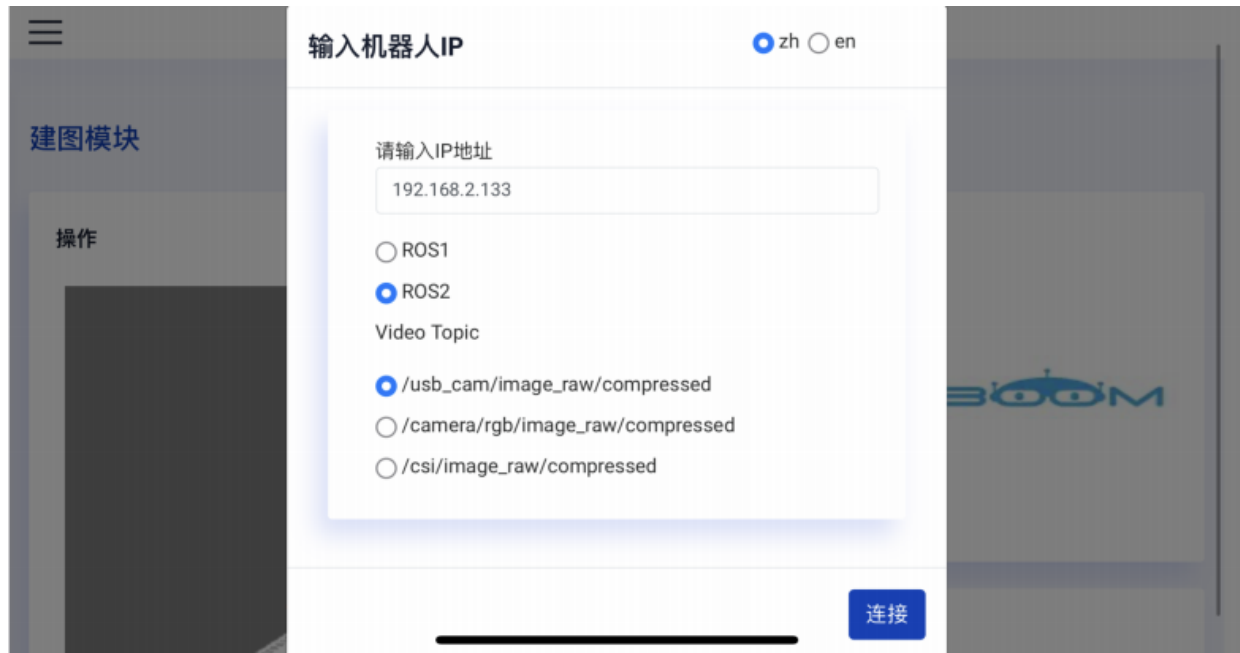 输入机器人IP
zh en
建图模块
请输入IP地址
192.168.2.133
操作
ROS1
ROS2
Video Topic
/usb_cam/image_raw/compressed
/camera/rgb/image_raw/compressed
/csi/image_raw/compressed
BOOM
连接